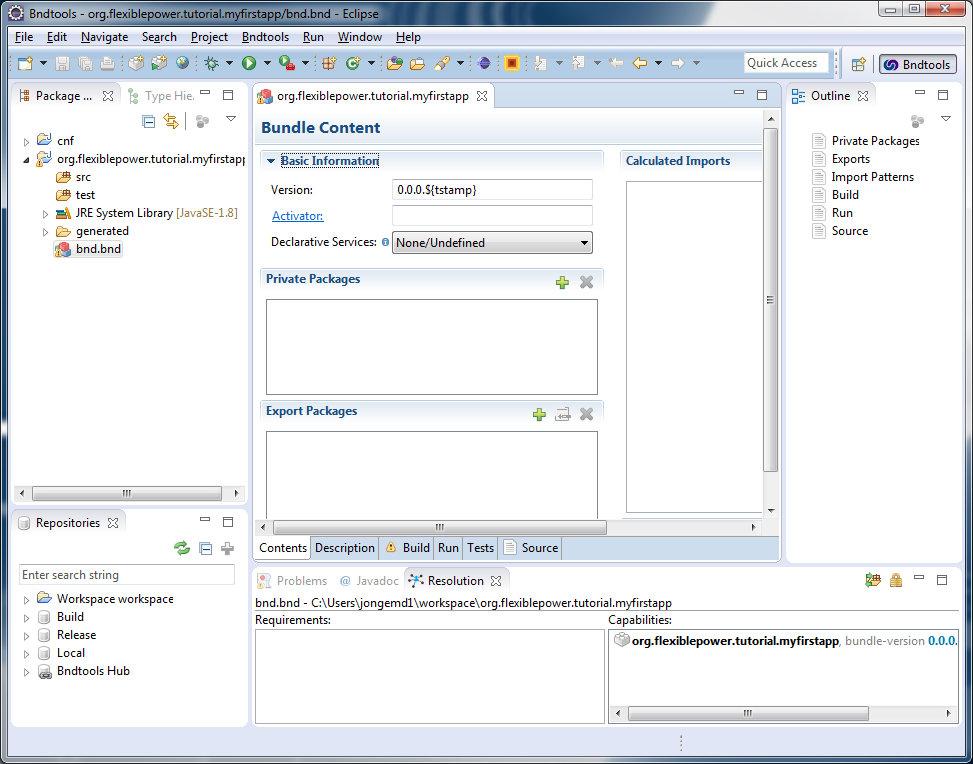 Bndtools - org.flexiblepower.tutorial.myfirstapp/bnd.bnd - Eclipse
File Edit Navigate Search Project Bndtools Run Window Help
Quick Access
Bndtools
Package ...
Type Hie.
cnf
org.flexiblepower.tutorial.myfirstapp
src
test
JRE System Library [JavaSE-1.8]
generated
bnd.bnd
org.flexiblepower.tutorial.myfirstapp
Bundle Content
Basic Information
Version: 0.0.0.${tstamp}
Activator:
Declarative Services: None/Undefined
Private Packages
Export Packages
Calculated Imports
Contents Description Build Run Tests Source
Outline
Private Packages
Exports
Import Patterns
Build
Run
Source
Repositories
Enter search string
Workspace workspace
Build
Release
Local
Bndtools Hub
Problems @ Javadoc Resolution
bnd.bnd - C:\Users\jongemd1\workspace\org.flexiblepower.tutorial.myfirstapp
Requirements:
Capabilities:
org.flexiblepower.tutorial.myfirstapp, bundle-version 0.0.0.